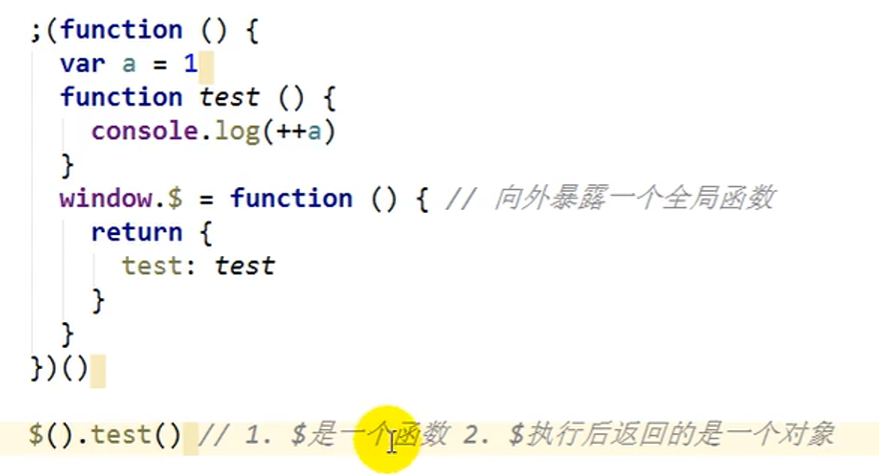 ;(function () {
var a = 1
function test () {
console.log(++a)
}
window.$ = function () { // 向外暴露一个全局函数
return {
test: test
}
}
})()
$().test() // 1. $是一个函数 2. $执行后返回的是一个对象